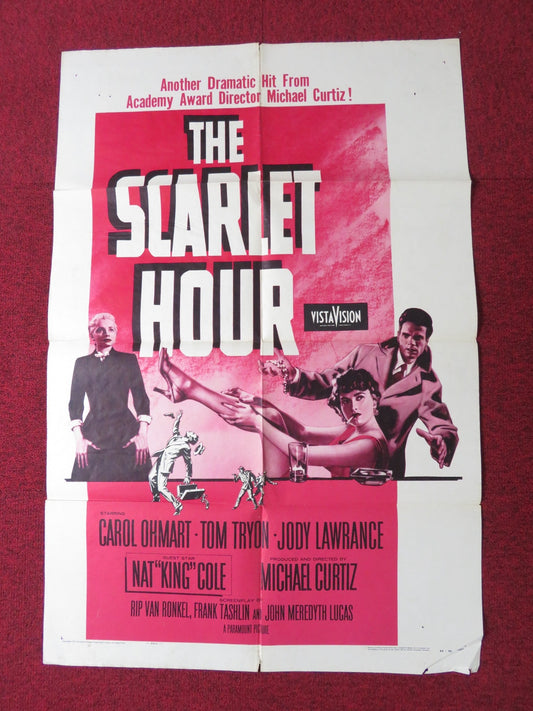 Another Dramatic Hit From
Academy Award Director Michael Curtiz!
THE
SCARLET
HOUR
VISTAVISION
STARRING
CAROL OHMART · TOM TRYON · JODY LAWRANCE
GUEST STAR
NAT "KING" COLE
PRODUCED AND DIRECTED BY
MICHAEL CURTIZ
SCREENPLAY BY
RIP VAN RONKEL, FRANK TASHLIN AND JOHN MEREDYTH LUCAS
A PARAMOUNT PICTURE